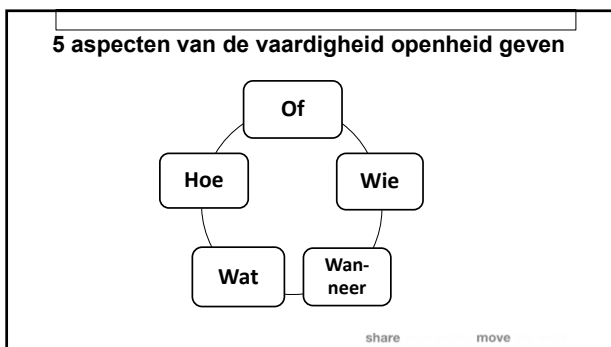 5 aspecten van de vaardigheid openheid geven
Of
Wie
Wan-
neer
Wat
Hoe
share move